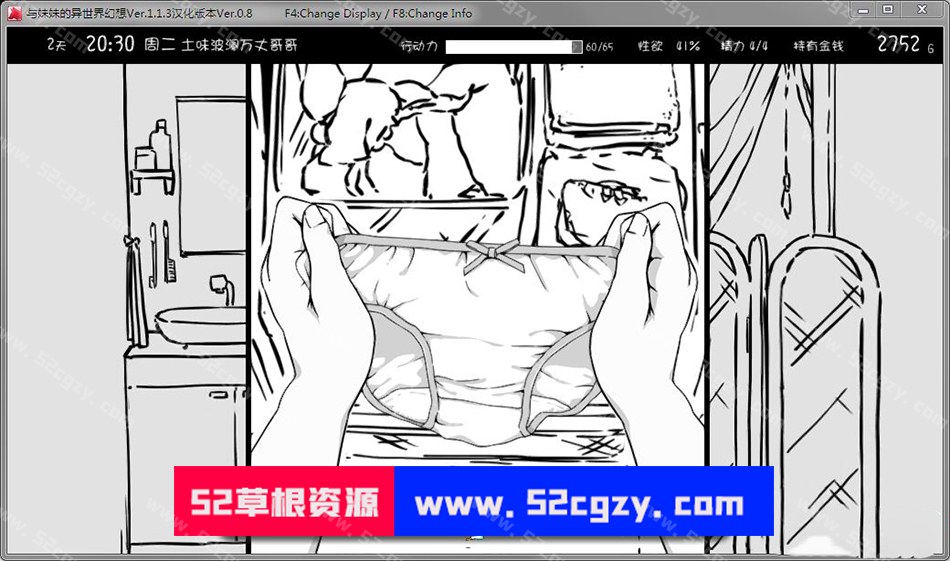 与妹妹的异世界幻想Ver.1.1.3汉化版本Ver.0.8 F4:Change Display / F8:Change Info
2天 20:30 周二 土味波澜万丈哥哥 行动力 60/65 性欲 41% 精力 4/4 持有金钱 2752 G
52草根资源 www.52cgzy.com